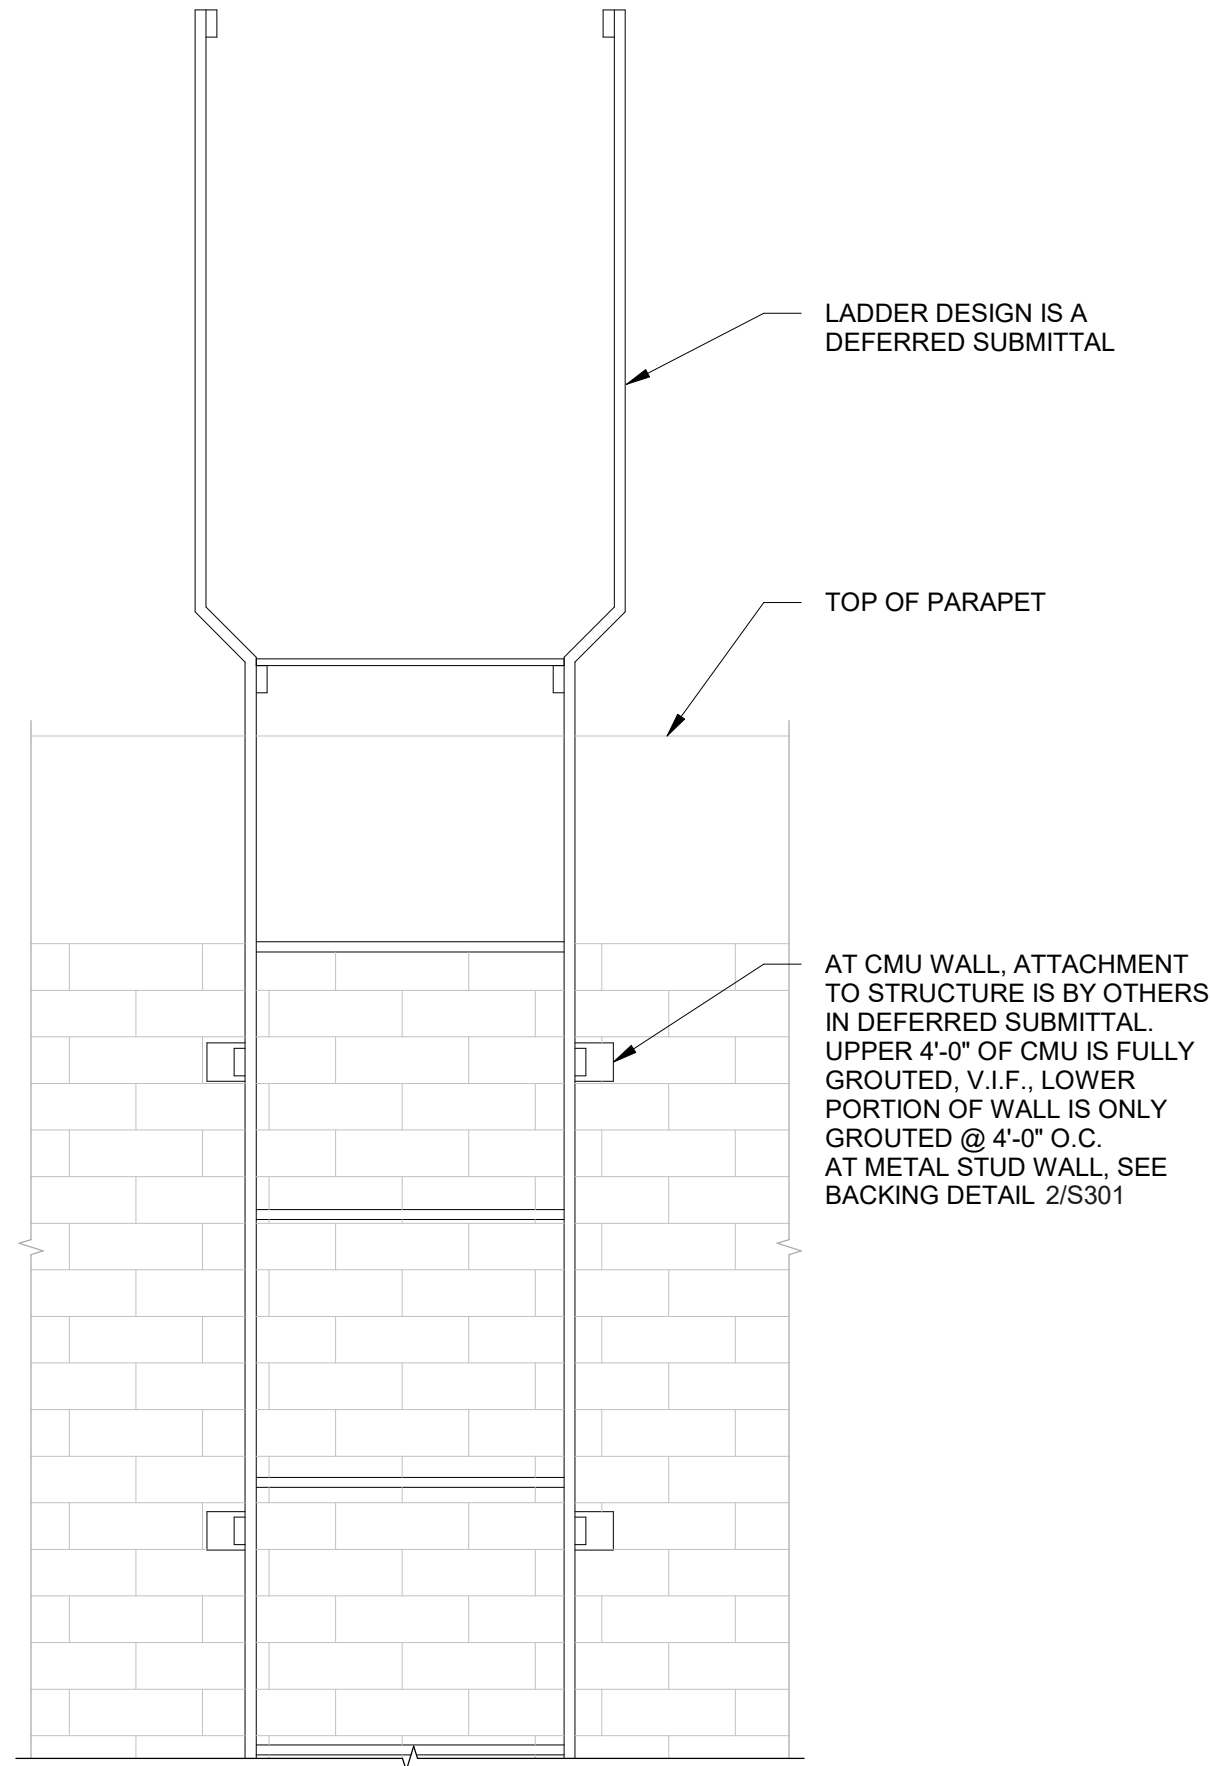 LADDER DESIGN IS A
DEFERRED SUBMITTAL
TOP OF PARAPET
AT CMU WALL, ATTACHMENT
TO STRUCTURE IS BY OTHERS
IN DEFERRED SUBMITTAL.
UPPER 4'-0" OF CMU IS FULLY
GROUTED, V.I.F., LOWER
PORTION OF WALL IS ONLY
GROUTED @ 4'-0" O.C.
AT METAL STUD WALL, SEE
BACKING DETAIL 2/S301